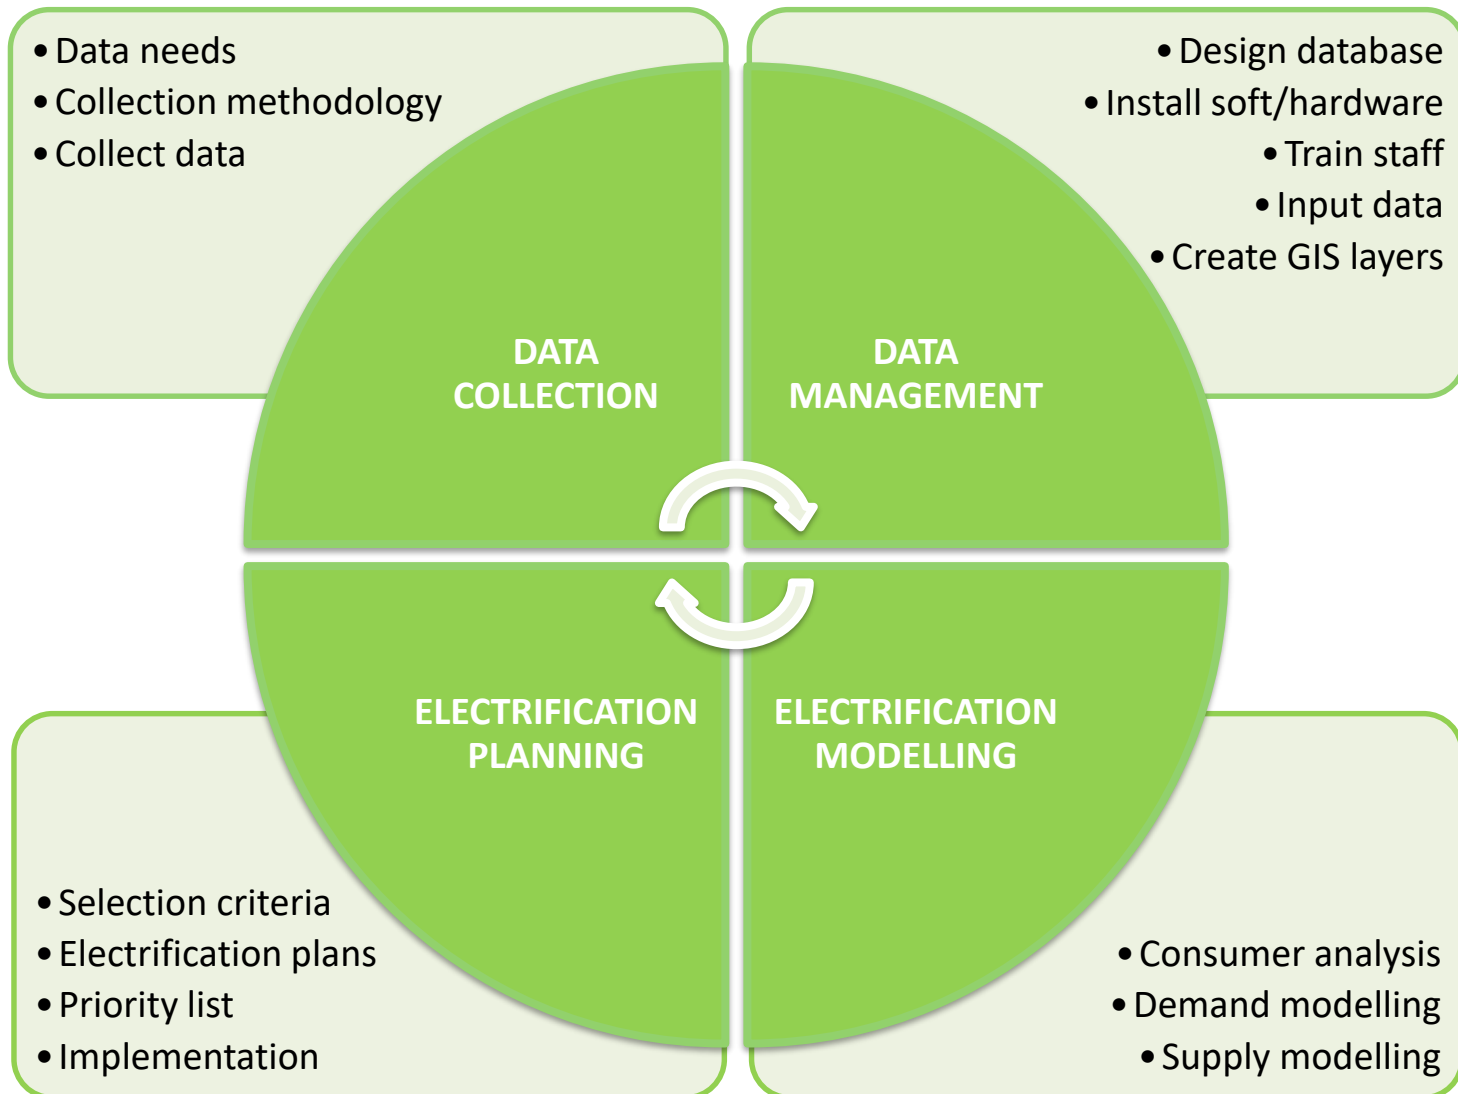 • Data needs
• Collection methodology
• Collect data
• Design database
• Install soft/hardware
• Train staff
• Input data
• Create GIS layers
DATA
COLLECTION
DATA
MANAGEMENT
ELECTRIFICATION
PLANNING
ELECTRIFICATION
MODELLING
• Selection criteria
• Electrification plans
• Priority list
• Implementation
• Consumer analysis
• Demand modelling
• Supply modelling